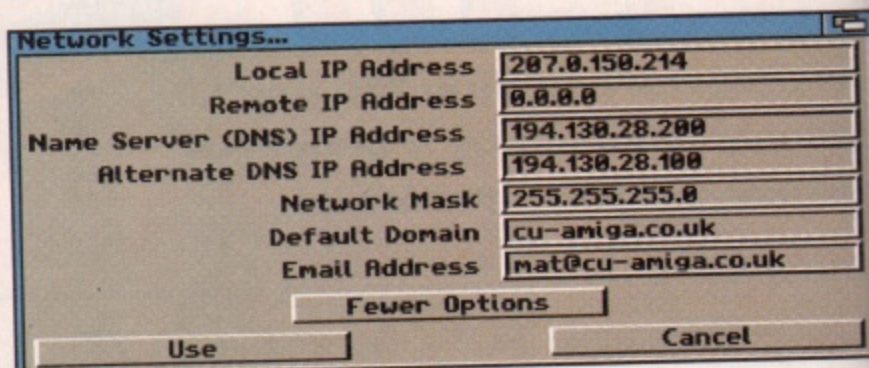 Network Settings...
Local IP Address 207.0.150.214
Remote IP Address 0.0.0.0
Name Server (DNS) IP Address 194.130.28.200
Alternate DNS IP Address 194.130.28.100
Network Mask 255.255.255.0
Default Domain cu-amiga.co.uk
Email Address mat@cu-amiga.co.uk
Fewer Options
Use Cancel